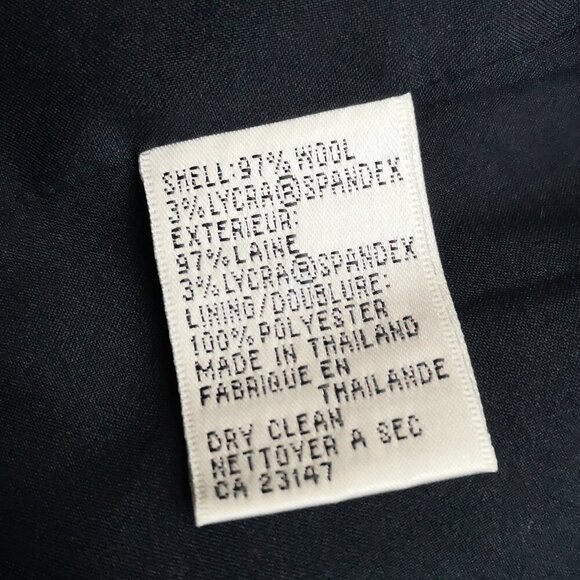 SHELL:97% WOOL
3%LYCRA®SPANDEX
EXTERIEUR:
97%LAINE
3%LYCRA®SPANDEX
LINING/DOUBLURE:
100%POLYESTER
MADE IN THAILAND
FABRIQUE EN
THAILANDE
DRY CLEAN
NETTOYER A SEC
CA 23147